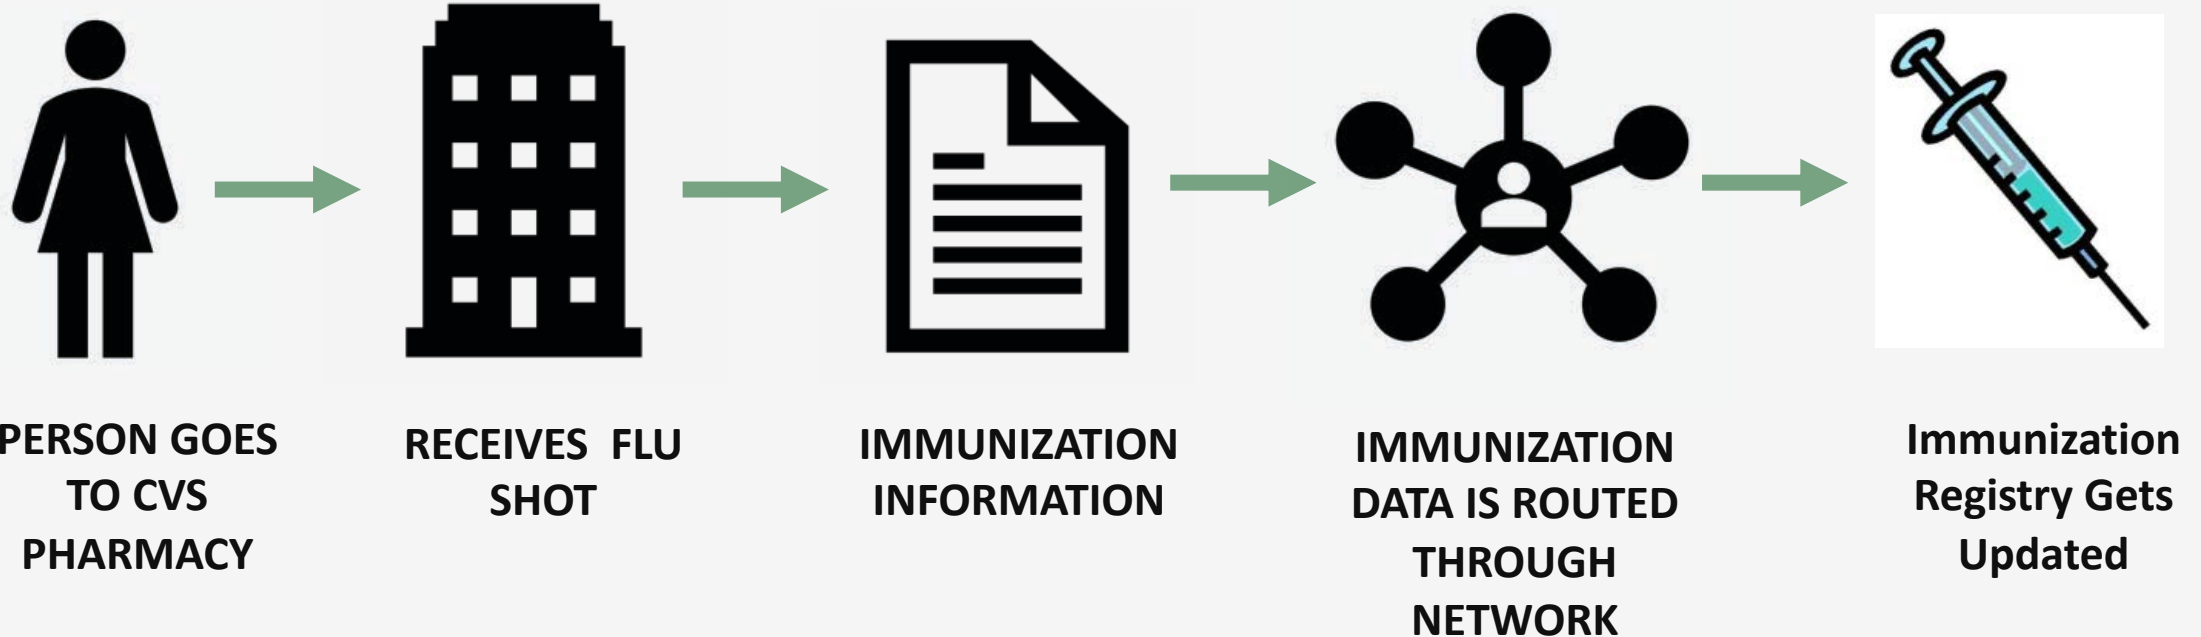 PERSON GOES
TO CVS
PHARMACY
RECEIVES FLU
SHOT
IMMUNIZATION
INFORMATION
IMMUNIZATION
DATA IS ROUTED
THROUGH
NETWORK
Immunization
Registry Gets
Updated